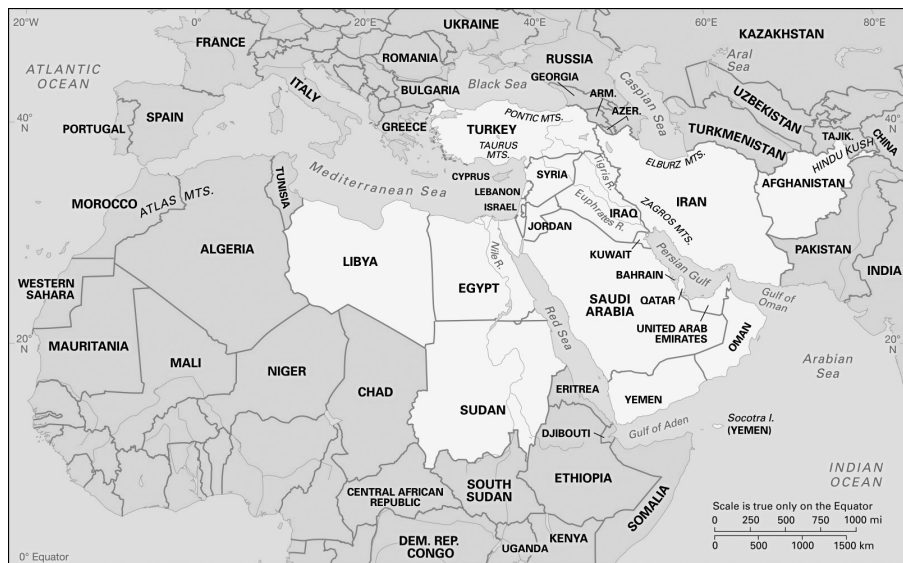 20°W
0°
20°
40°
60°
80°E
UKRAINE
KAZAKHSTAN
FRANCE
ROMANIA
RUSSIA
Aral
Sea
ATLANTIC
OCEAN
ITALY
Black Sea
GEORGIA
Caspian Sea
UZBEKISTAN
BULGARIA
ARM.
AZER.
SPAIN
PORTUGAL
GREECE
PONTIC MTS.
TURKEY
TAURUS
MTS.
TURKMENISTAN
TAJIK.
CHINA
40°
40°
HINDU KUSH
ELBURZ MTS.
AFGHANISTAN
Mediterranean Sea
CYPRUS
SYRIA
Tigris R.
LEBANON
ISRAEL
Euphrates R.
IRAQ
ZAGROS MTS.
IRAN
TUNISIA
MOROCCO
ATLAS MTS.
JORDAN
ALGERIA
LIBYA
Nile R.
EGYPT
KUWAIT
Persian Gulf
PAKISTAN
INDIA
WESTERN
SAHARA
BAHRAIN
QATAR
SAUDI
ARABIA
UNITED ARAB
EMIRATES
Gulf of
Oman
Red Sea
OMAN
20°
20°
MAURITANIA
MALI
NIGER
CHAD
SUDAN
ERITREA
YEMEN
Arabian
Sea
Socotra I.
(YEMEN)
DJIBOUTI
Gulf of Aden
ETHIOPIA
SOUTH
SUDAN
CENTRAL AFRICAN
REPUBLIC
SOMALIA
INDIAN
OCEAN
DEM. REP.
CONGO
UGANDA
KENYA
Scale is true only on the Equator
0 250 500 750 1000 mi
0 500 1000 1500 km
0° Equator